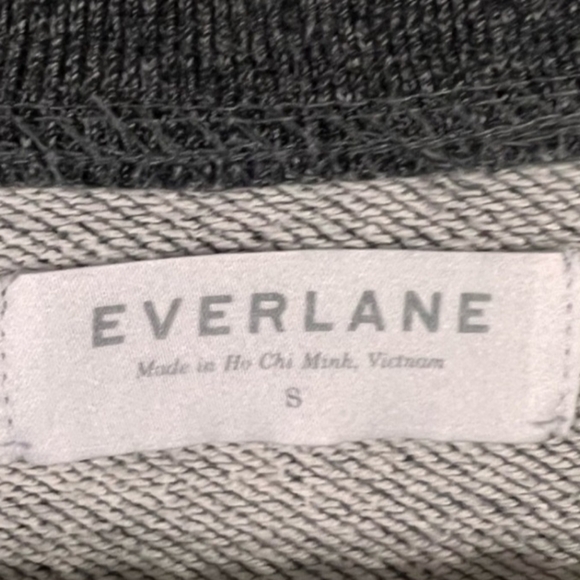 EVERLANE
Made in Ho Chi Minh, Vietnam
S